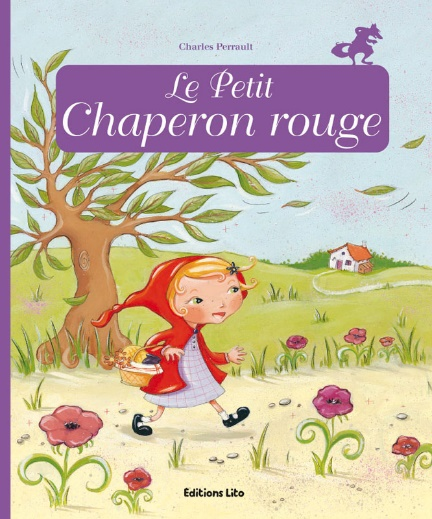 Charles Perrault
Le Petit
Chaperon rouge
Éditions Lito